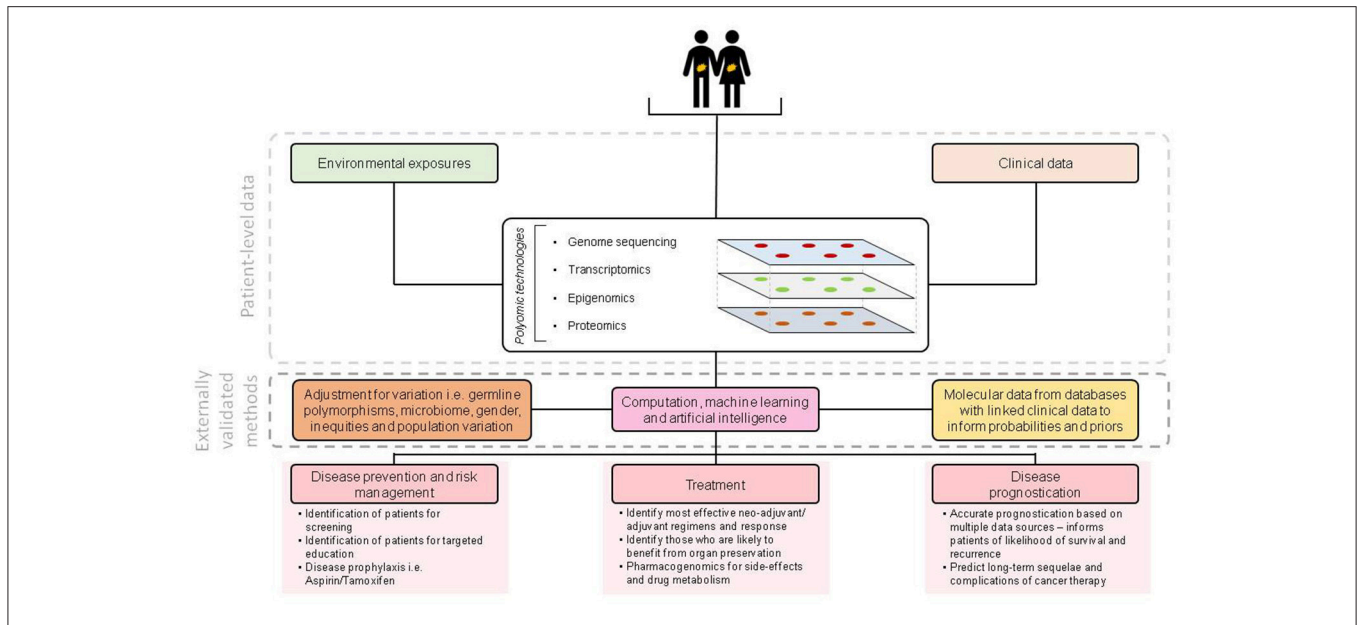 Patient-level data
Environmental exposures
Clinical data
Polyomic technologies
• Genome sequencing
• Transcriptomics
• Epigenomics
• Proteomics
Externally
validated
methods
Adjustment for variation i.e. germline
polymorphisms, microbiome, gender,
inequities and population variation
Computation, machine learning
and artificial intelligence
Molecular data from databases
with linked clinical data to
inform probabilities and priors
Disease prevention and risk
management
• Identification of patients for
screening
• Identification of patients for targeted
education
• Disease prophylaxis i.e.
Aspirin/Tamoxifen
Treatment
• Identify most effective neo-adjuvant/
adjuvant regimens and response
• Identify those who are likely to
benefit from organ preservation
• Pharmacogenomics for side-effects
and drug metabolism
Disease
prognostication
• Accurate prognostication based on
multiple data sources – informs
patients of likelihood of survival and
recurrence
• Predict long-term sequelae and
complications of cancer therapy